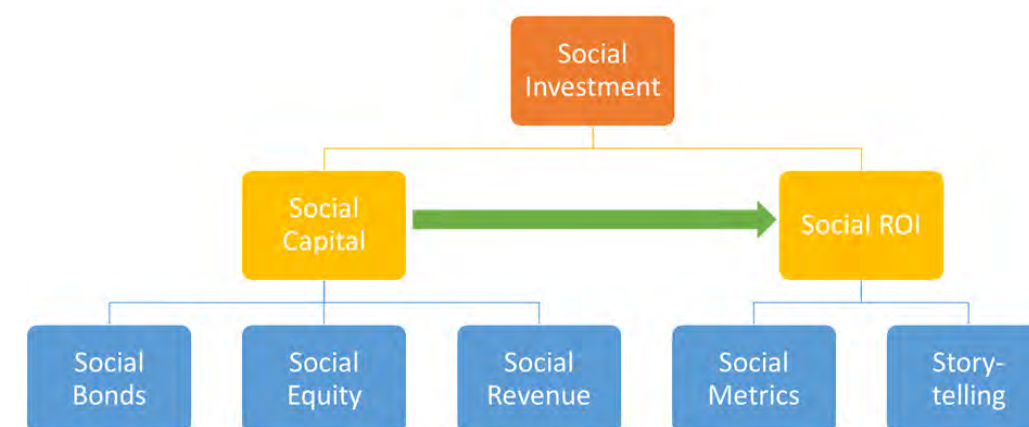 Social
Investment
Social
Capital
Social ROI
Social
Bonds
Social
Equity
Social
Revenue
Social
Metrics
Story-
telling